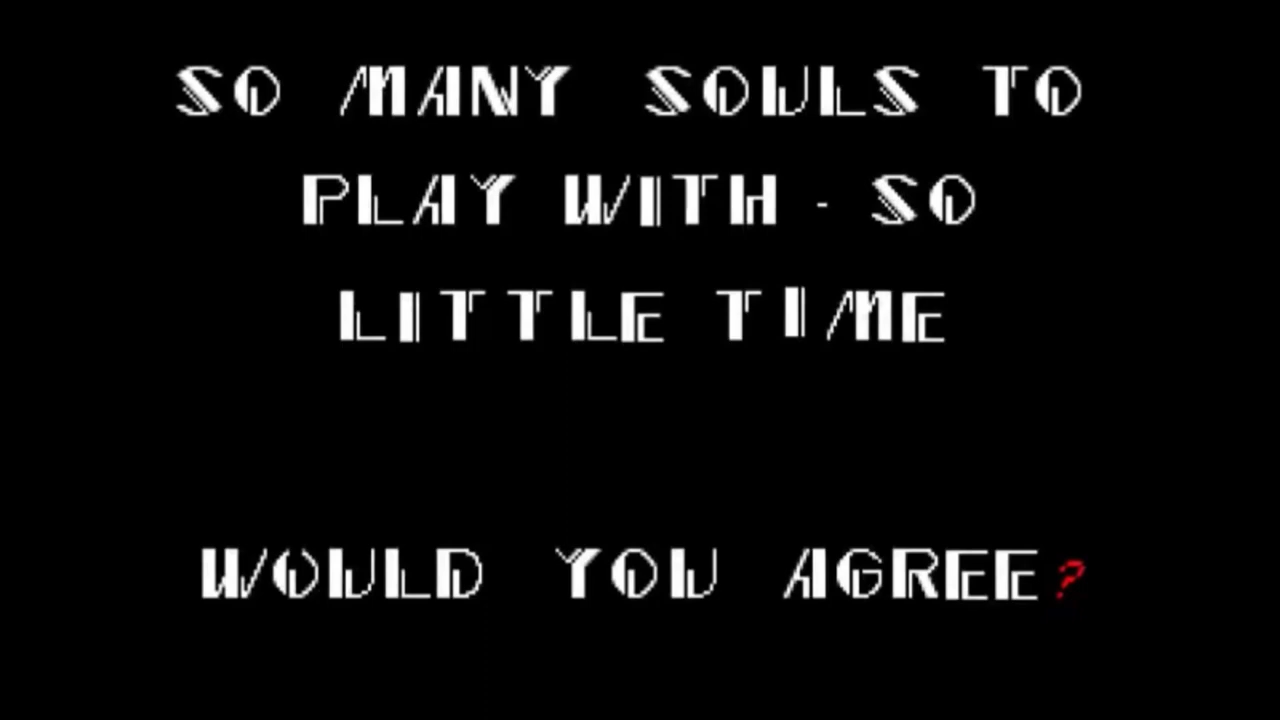 SO MANY SOULS TO
PLAY WITH - SO
LITTLE TIME
WOULD YOU AGREE?